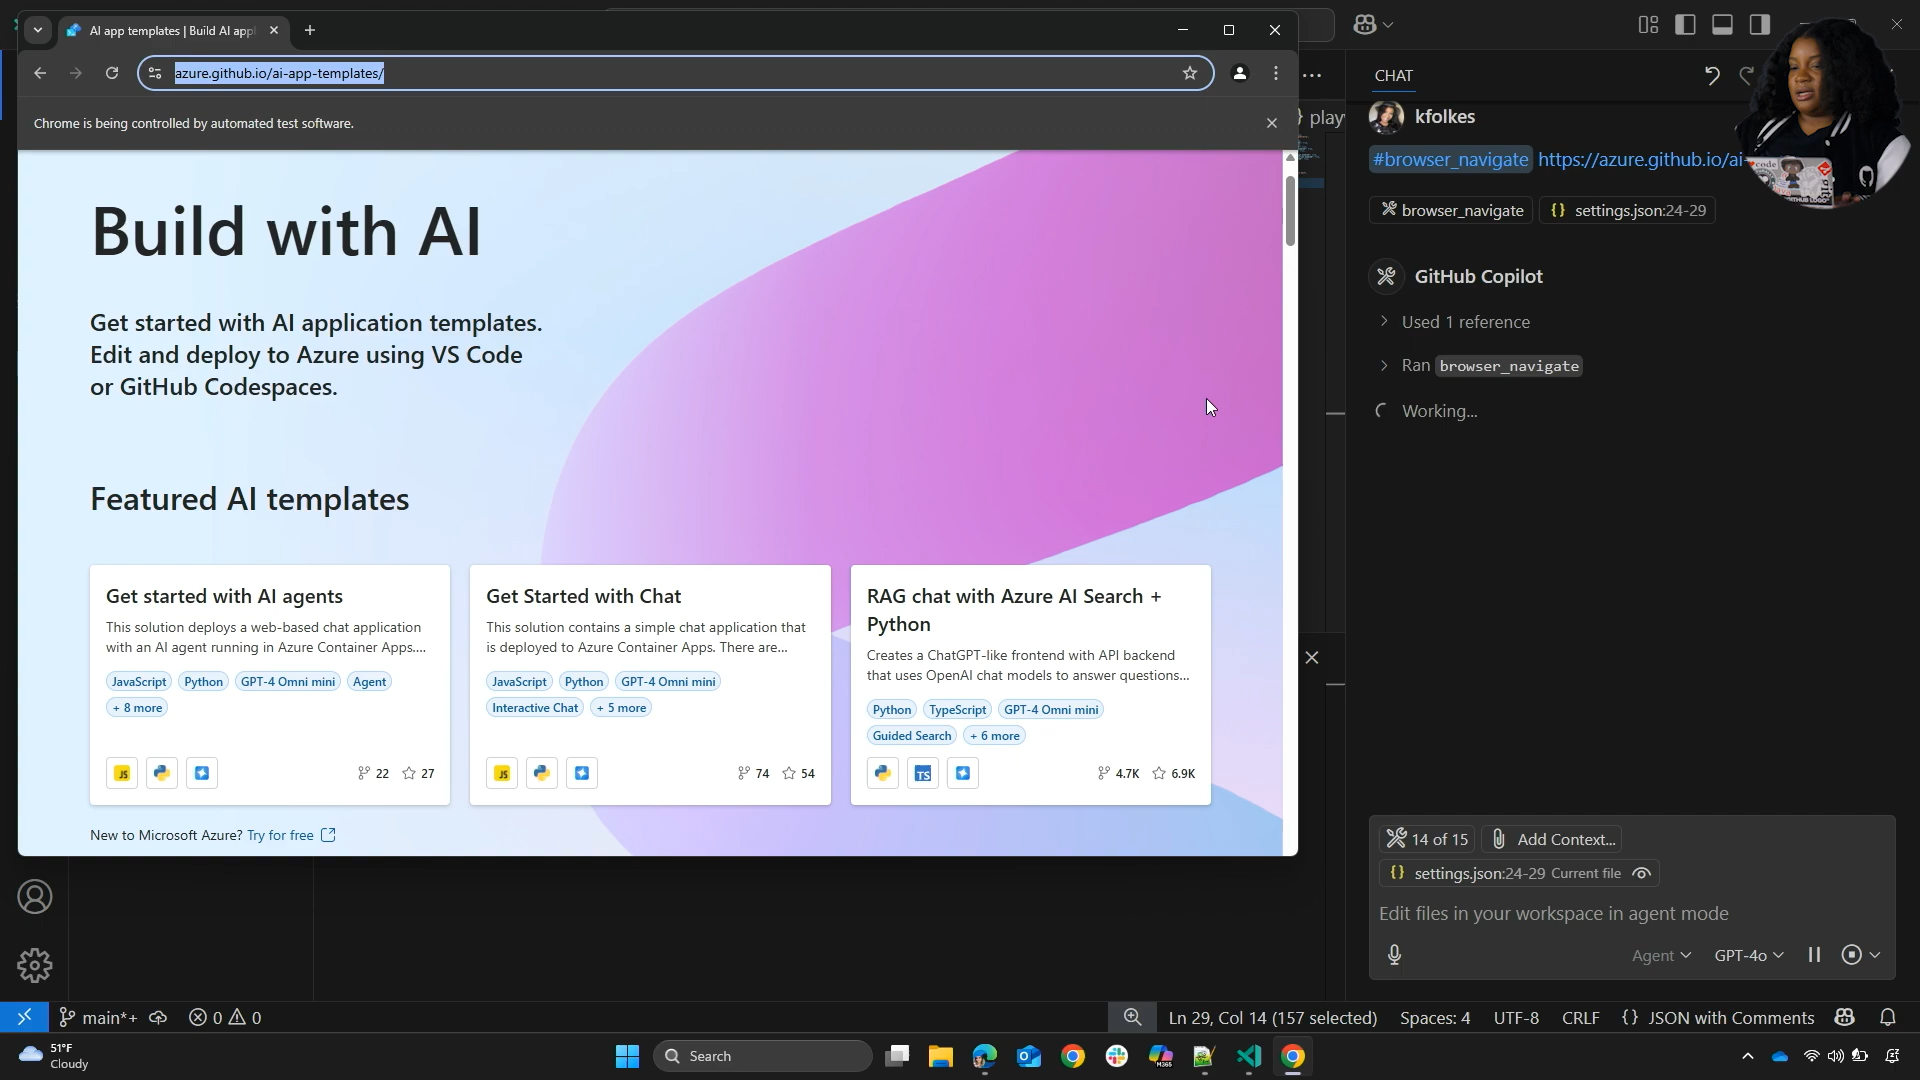 AI app templates | Build AI appl
azure.github.io/ai-app-templates/
Chrome is being controlled by automated test software.
Build with AI
Get started with AI application templates.
Edit and deploy to Azure using VS Code
or GitHub Codespaces.
Featured AI templates
Get started with AI agents
This solution deploys a web-based chat application
with an AI agent running in Azure Container Apps....
JavaScript Python GPT-4 Omni mini Agent
+ 8 more
JS 22 27
Get Started with Chat
This solution contains a simple chat application that
is deployed to Azure Container Apps. There are...
JavaScript Python GPT-4 Omni mini
Interactive Chat + 5 more
JS 74 54
RAG chat with Azure AI Search +
Python
Creates a ChatGPT-like frontend with API backend
that uses OpenAI chat models to answer questions...
Python TypeScript GPT-4 Omni mini
Guided Search + 6 more
TS 4.7K 6.9K
New to Microsoft Azure? Try for free
} playw
CHAT
kfolkes
#browser_navigate https://azure.github.io/ai-
browser_navigate {} settings.json:24-29
GitHub Copilot
Used 1 reference
Ran browser_navigate
Working...
14 of 15 Add Context...
{} settings.json:24-29 Current file
Edit files in your workspace in agent mode
Agent GPT-4o
main*+ 0 0
Ln 29, Col 14 (157 selected) Spaces: 4 UTF-8 CRLF {} JSON with Comments
51°F
Cloudy
Search
M365